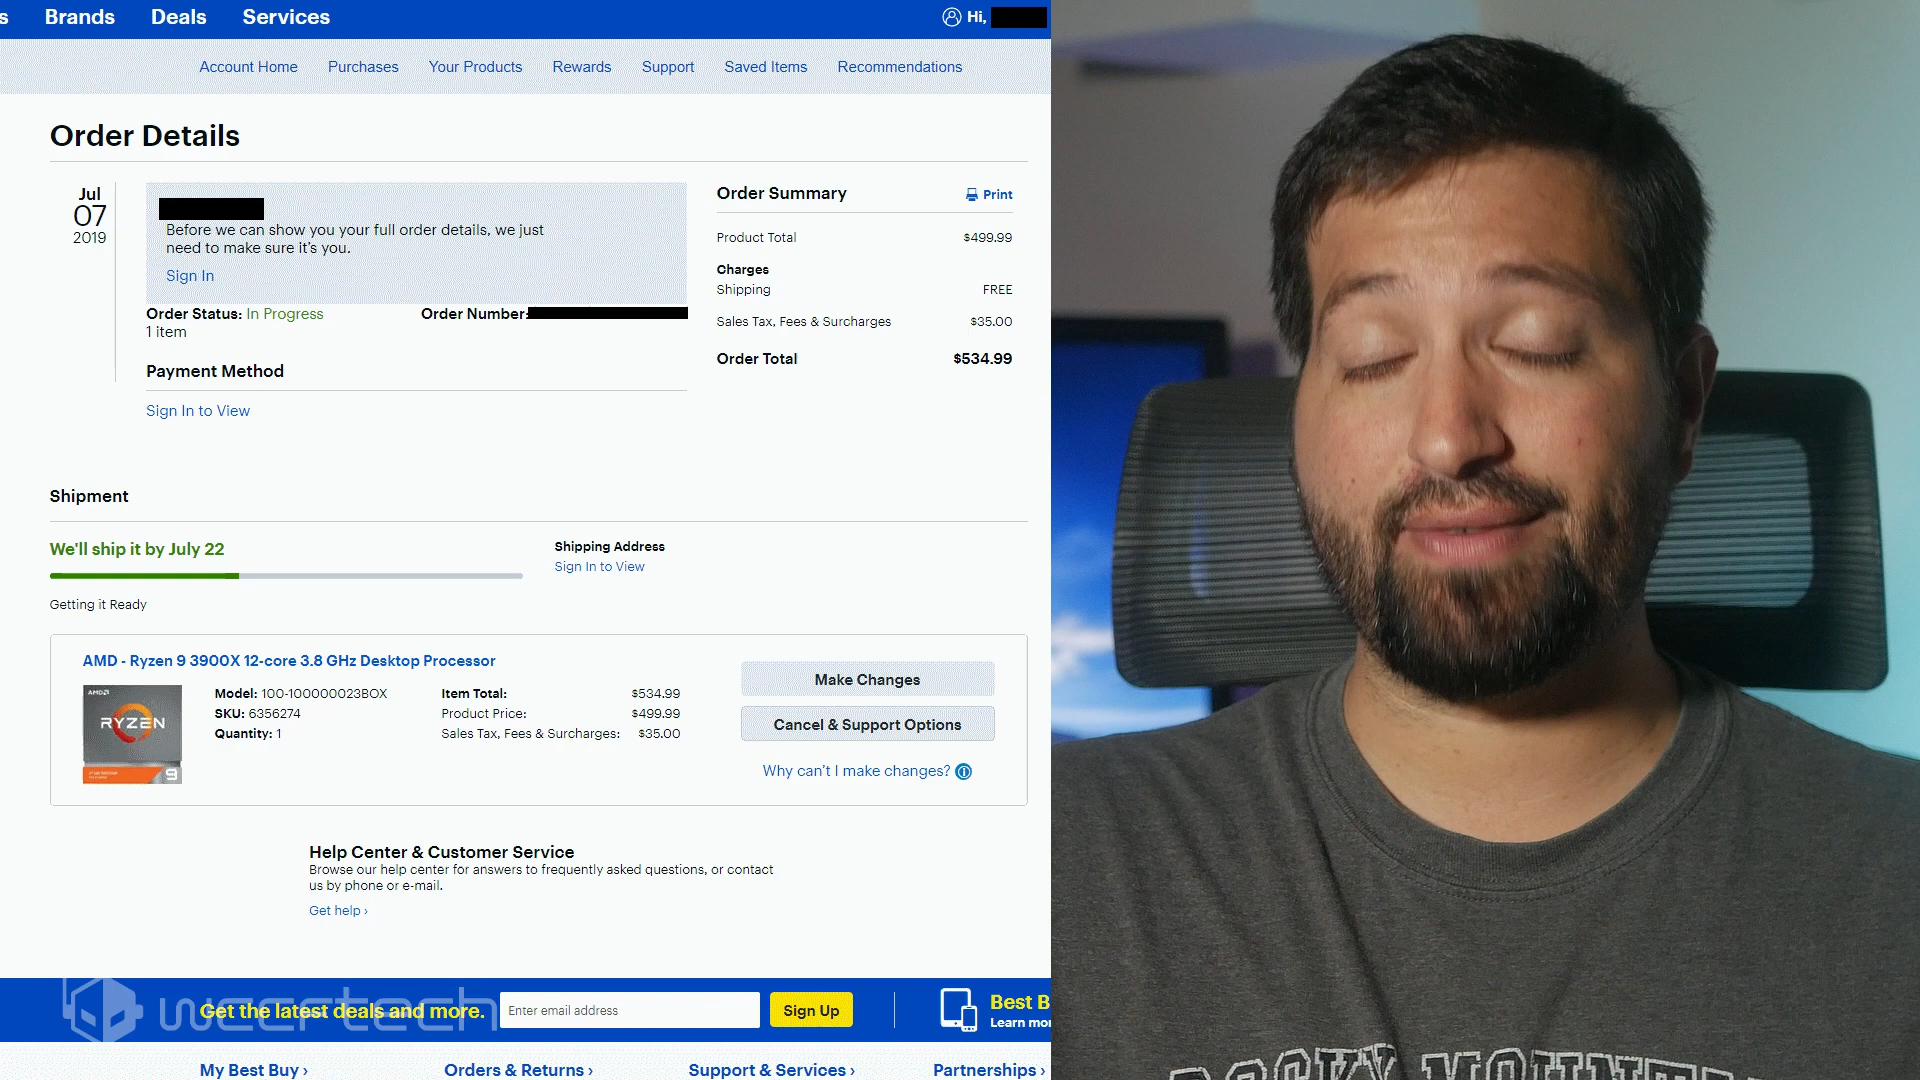 s Brands Deals Services Hi,
Account Home Purchases Your Products Rewards Support Saved Items Recommendations
Order Details
Jul
07
2019
Before we can show you your full order details, we just
need to make sure it's you.
Sign In
Order Status: In Progress
Order Number:
1 item
Payment Method
Sign In to View
Order Summary
Print
Product Total $499.99
Charges
Shipping FREE
Sales Tax, Fees & Surcharges $35.00
Order Total $534.99
Shipment
We'll ship it by July 22
Getting it Ready
Shipping Address
Sign In to View
AMD - Ryzen 9 3900X 12-core 3.8 GHz Desktop Processor
AMD
RYZEN
9
Model: 100-100000023BOX
SKU: 6356274
Quantity: 1
Item Total: $534.99
Product Price: $499.99
Sales Tax, Fees & Surcharges: $35.00
Make Changes
Cancel & Support Options
Why can't I make changes?
Help Center & Customer Service
Browse our help center for answers to frequently asked questions, or contact
us by phone or e-mail.
Get help ›
Get the latest deals and more.
Enter email address
Sign Up
Best B
Learn mor
My Best Buy › Orders & Returns › Support & Services › Partnerships ›
ROCKY MOUNTA